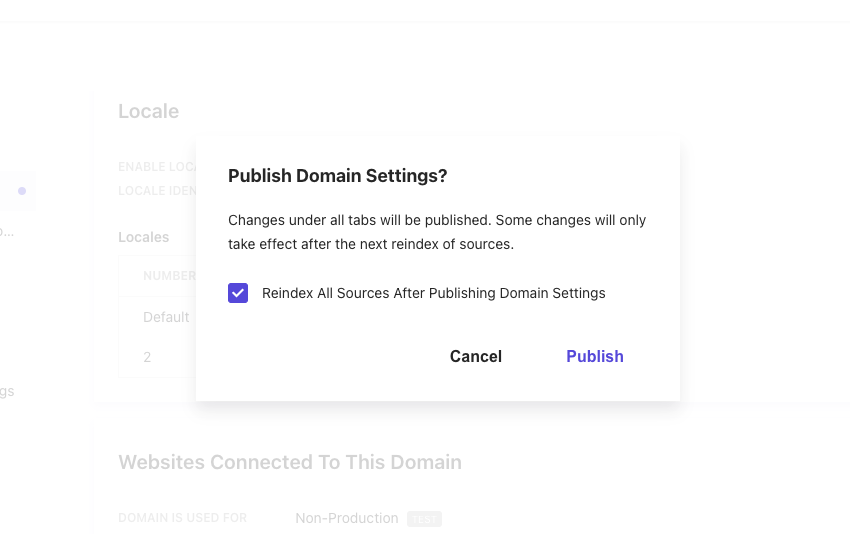 Locale
Publish Domain Settings?
ENABLE LOCA
LOCALE IDEN
Changes under all tabs will be published. Some changes will only
take effect after the next reindex of sources.
Locales
NUMBER
Reindex All Sources After Publishing Domain Settings
Default
2
Cancel
Publish
gs
Websites Connected To This Domain
DOMAIN IS USED FOR
Non-Production TEST